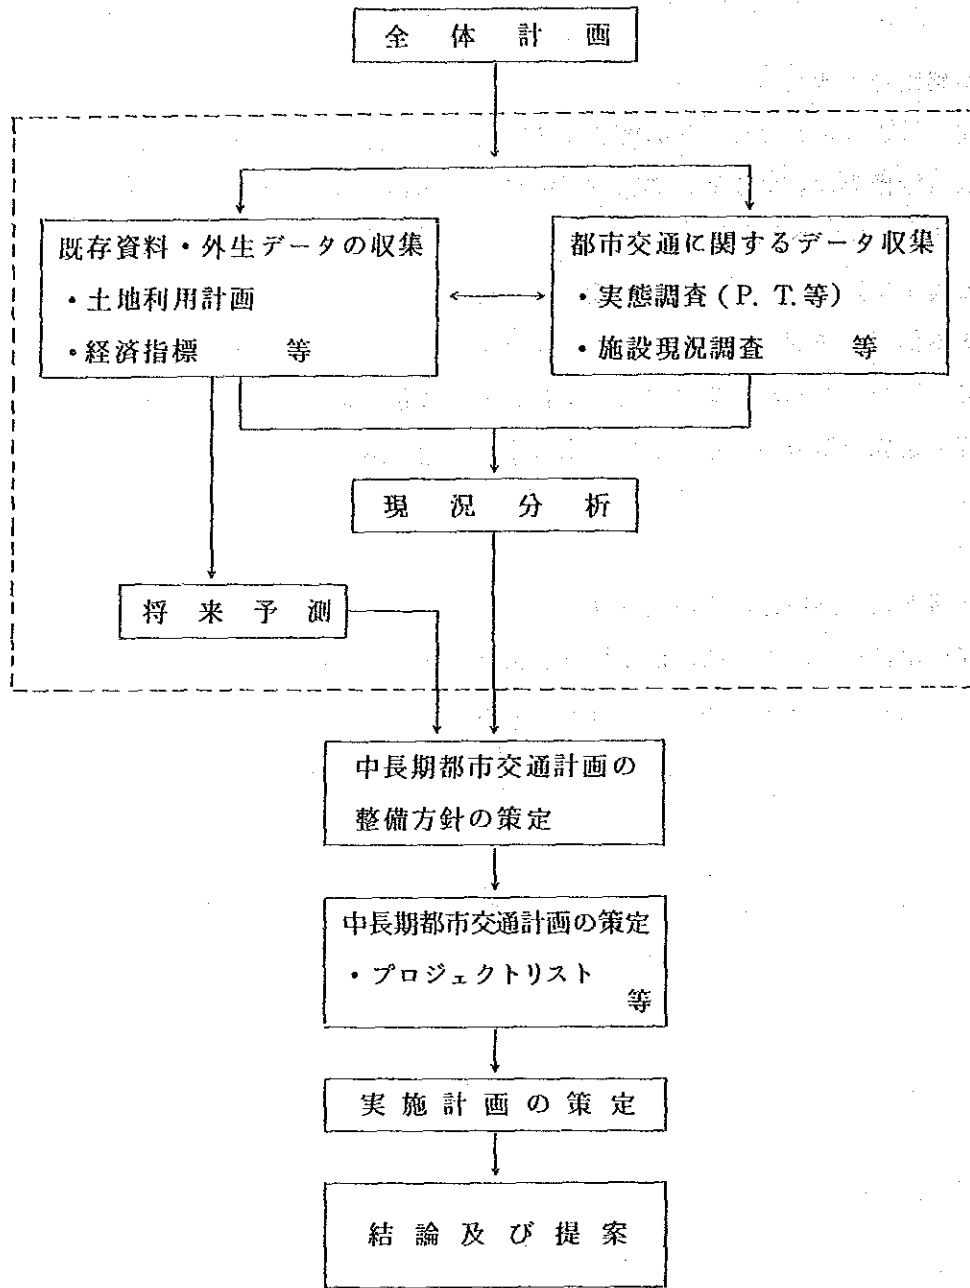 全体計画
既存資料・外生データの収集
・土地利用計画
・経済指標 等
都市交通に関するデータ収集
・実態調査(P. T.等)
・施設現況調査 等
現況分析
将来予測
中長期都市交通計画の
整備方針の策定
中長期都市交通計画の策定
・プロジェクトリスト
等
実施計画の策定
結論及び提案